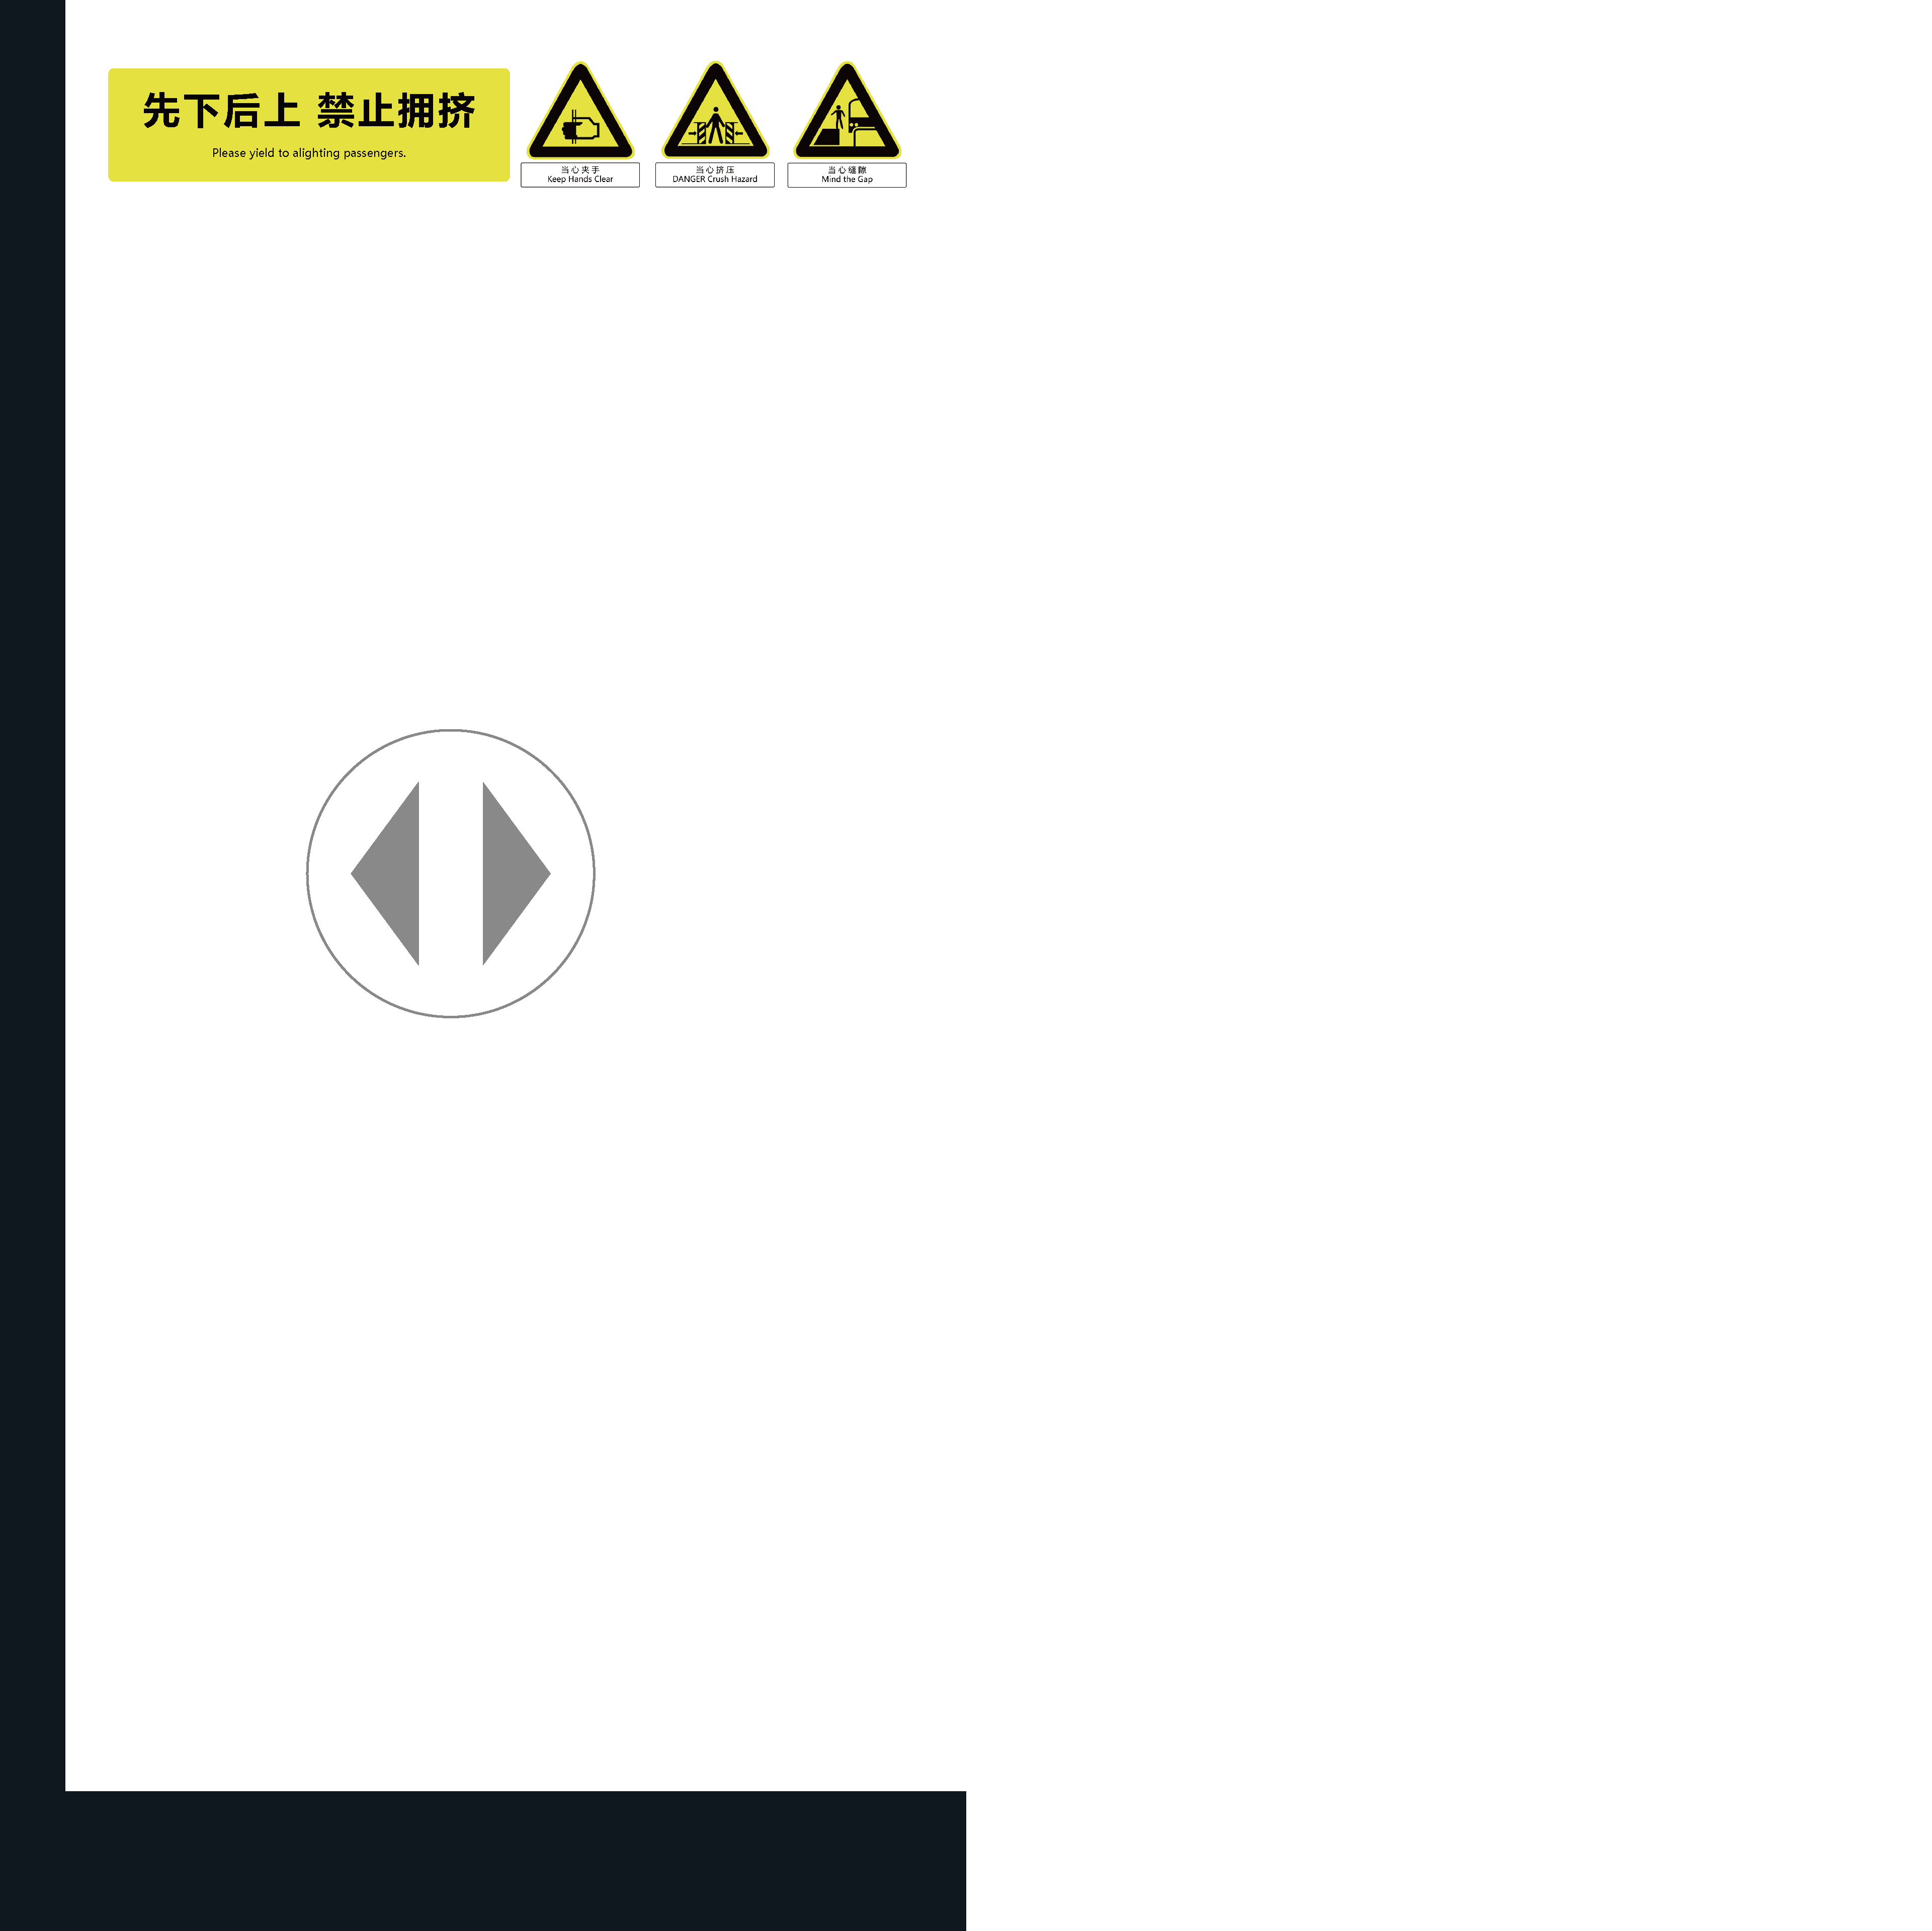 先下后上 禁止拥挤
Please yield to alighting passengers.
当心夹手
Keep Hands Clear
当心挤压
DANGER Crush Hazard
当心缝隙
Mind the Gap